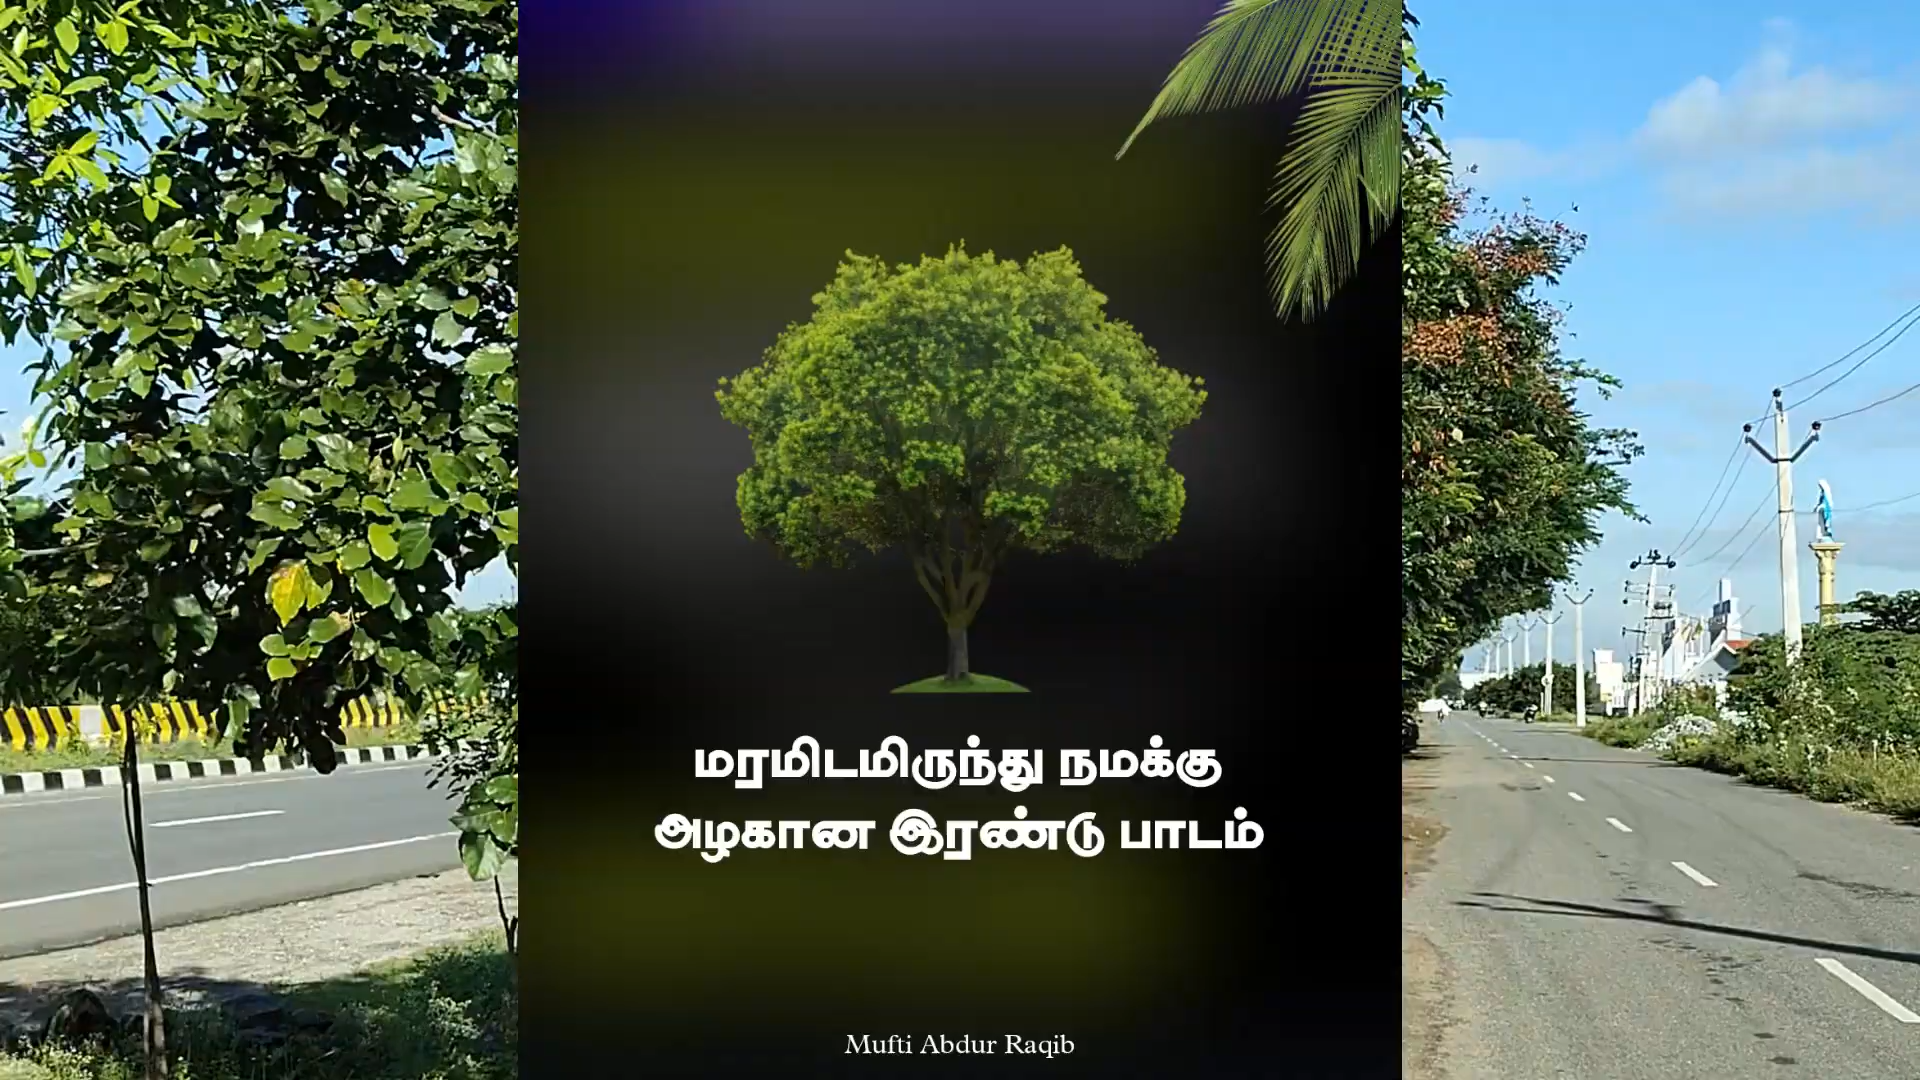 மரமிடமிருந்து நமக்கு
அழகான இரண்டு பாடம்
Mufti Abdur Raqib